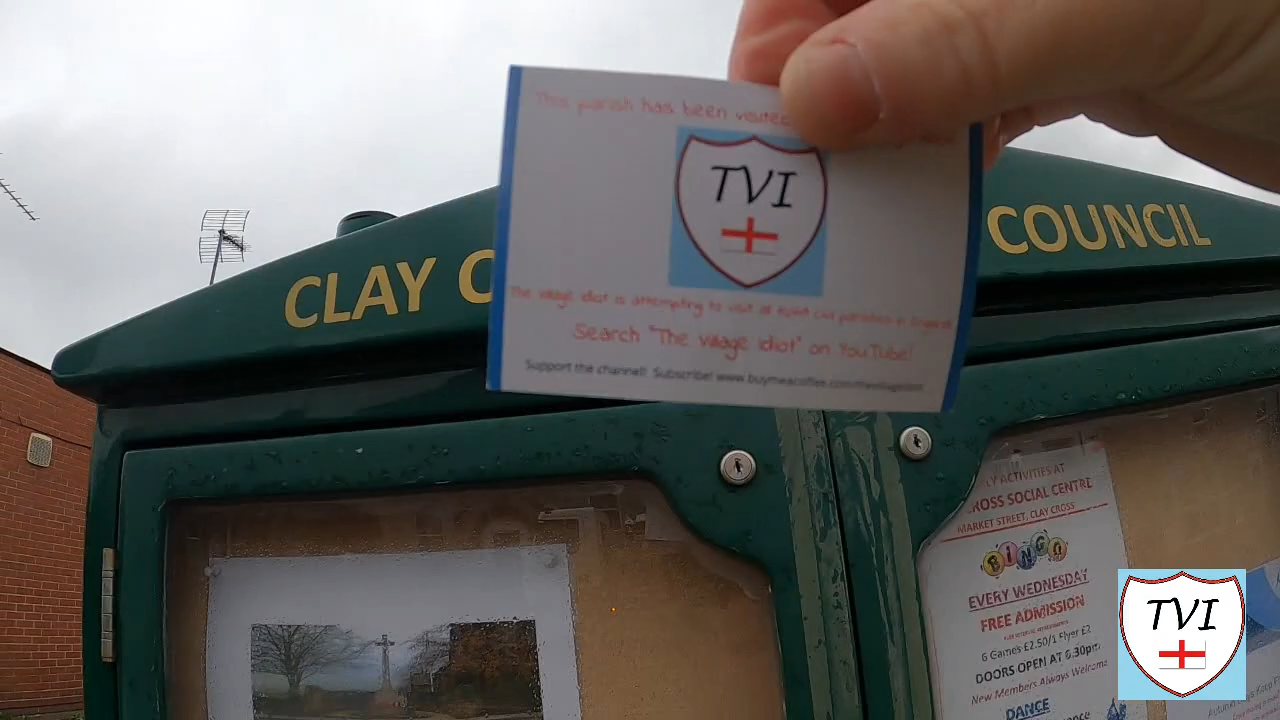 This parish has been visited
TVI
The village idiot is attempting to visit all civil parishes in England
Search "The village idiot" on YouTube!
Support the channel! Subscribe! www.buymeacoffee.com/
CLAY C
COUNCIL
ACTIVITIES AT
ROSS SOCIAL CENTRE
MARKET STREET, CLAY CROSS
BINGO
EVERY WEDNESDAY
FREE ADMISSION
6 Games £2.50/1 Flyer £2
DOORS OPEN AT 6.30pm
New Members Always Welcome
DANCE
TVI